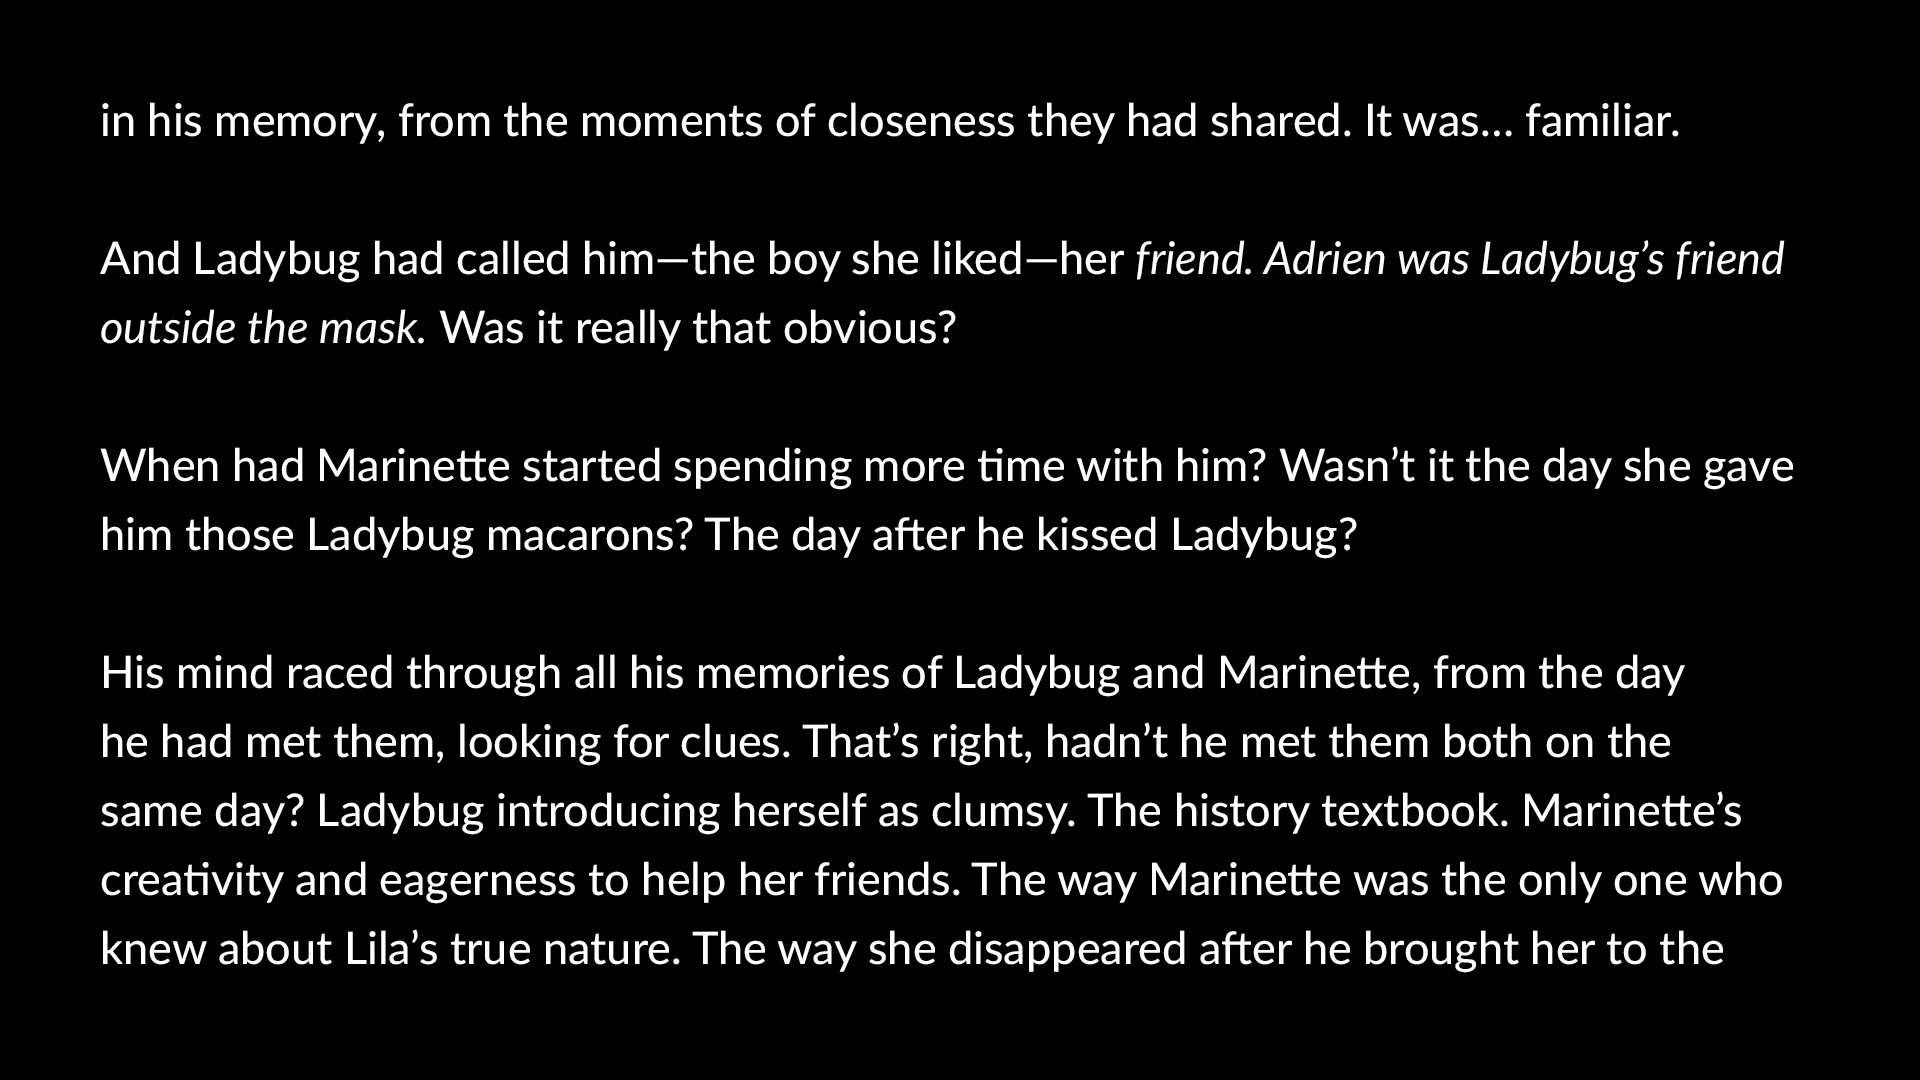 in his memory, from the moments of closeness they had shared. It was… familiar.
And Ladybug had called him—the boy she liked—her friend. Adrien was Ladybug’s friend
outside the mask. Was it really that obvious?
When had Marinette started spending more time with him? Wasn’t it the day she gave
him those Ladybug macarons? The day after he kissed Ladybug?
His mind raced through all his memories of Ladybug and Marinette, from the day
he had met them, looking for clues. That’s right, hadn’t he met them both on the
same day? Ladybug introducing herself as clumsy. The history textbook. Marinette’s
creativity and eagerness to help her friends. The way Marinette was the only one who
knew about Lila’s true nature. The way she disappeared after he brought her to the